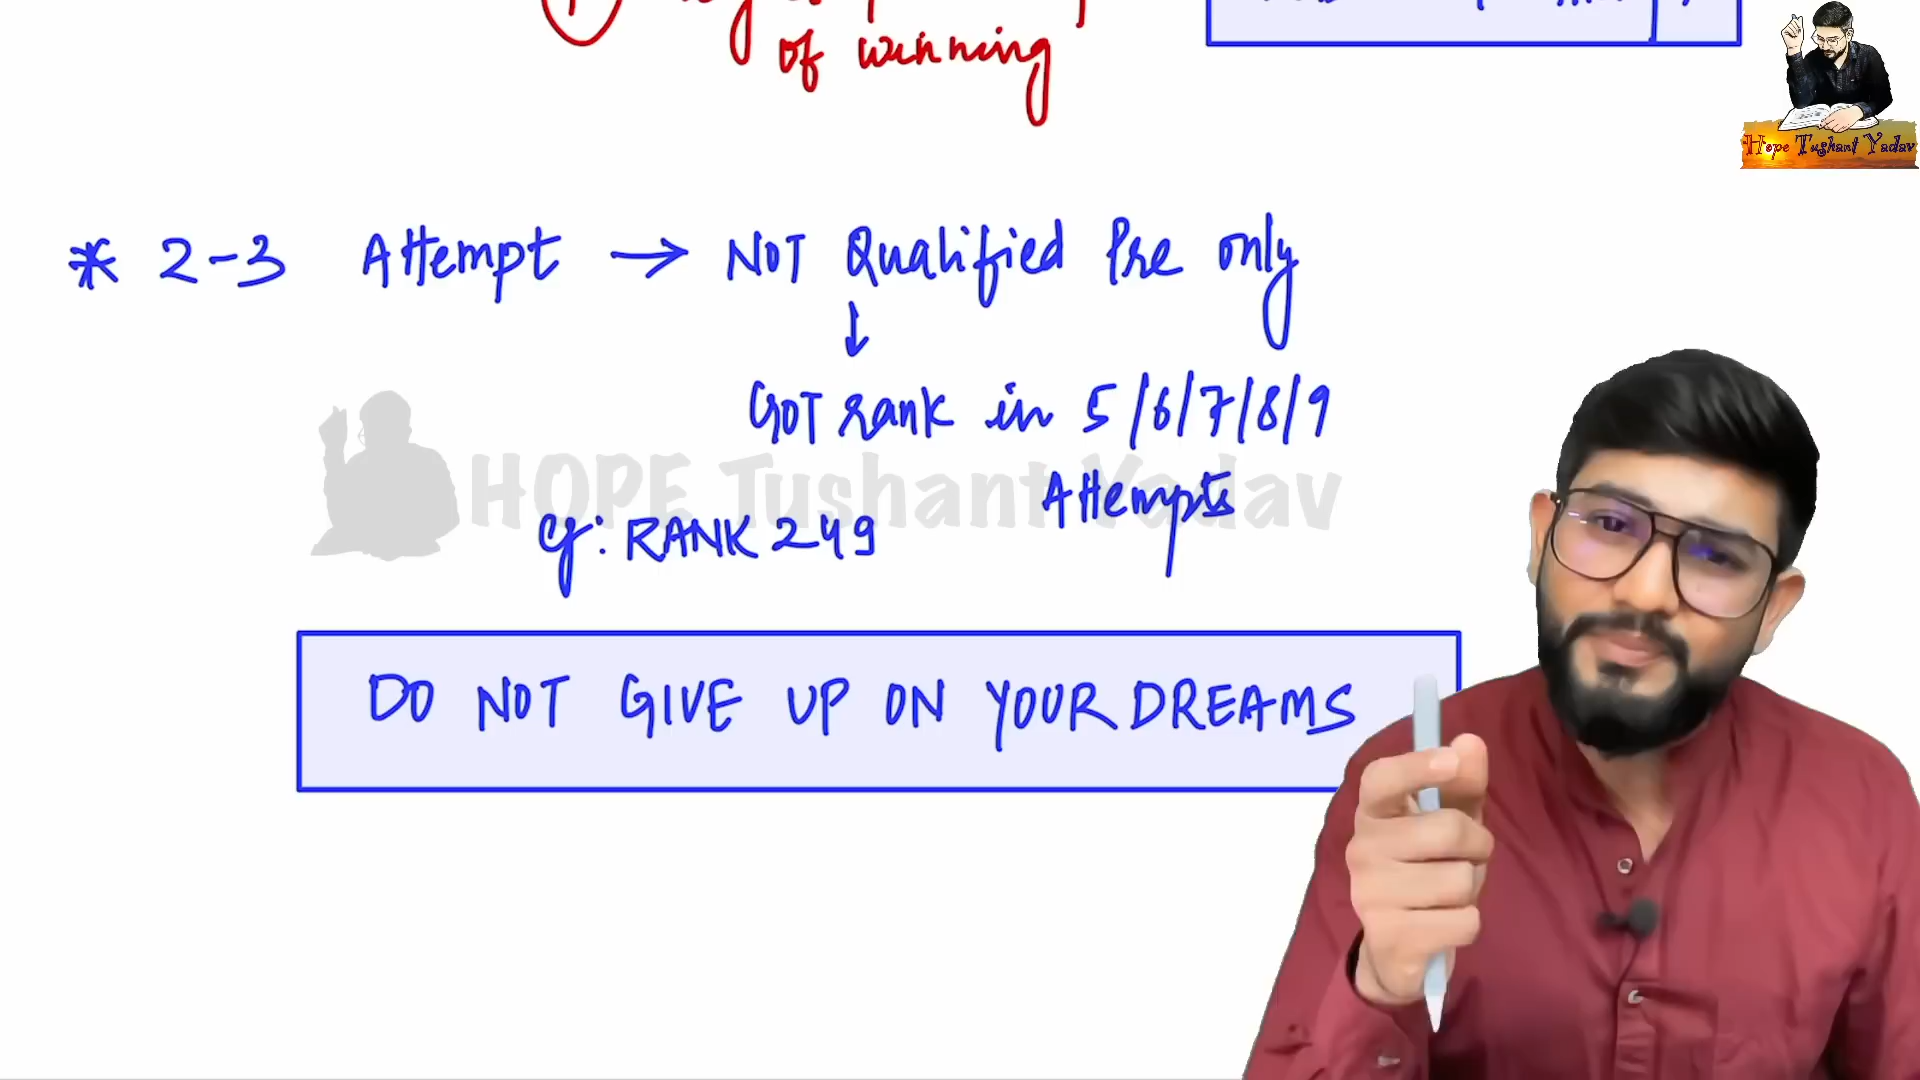 of winning
Hope Tushant Yadav
* 2-3 Attempt → NOT Qualified Pre only
↓
GOT rank in 5/6/7/8/9
Attempts
HOPE Tushant Yadav
eg: RANK 249
DO NOT GIVE UP ON YOUR DREAMS